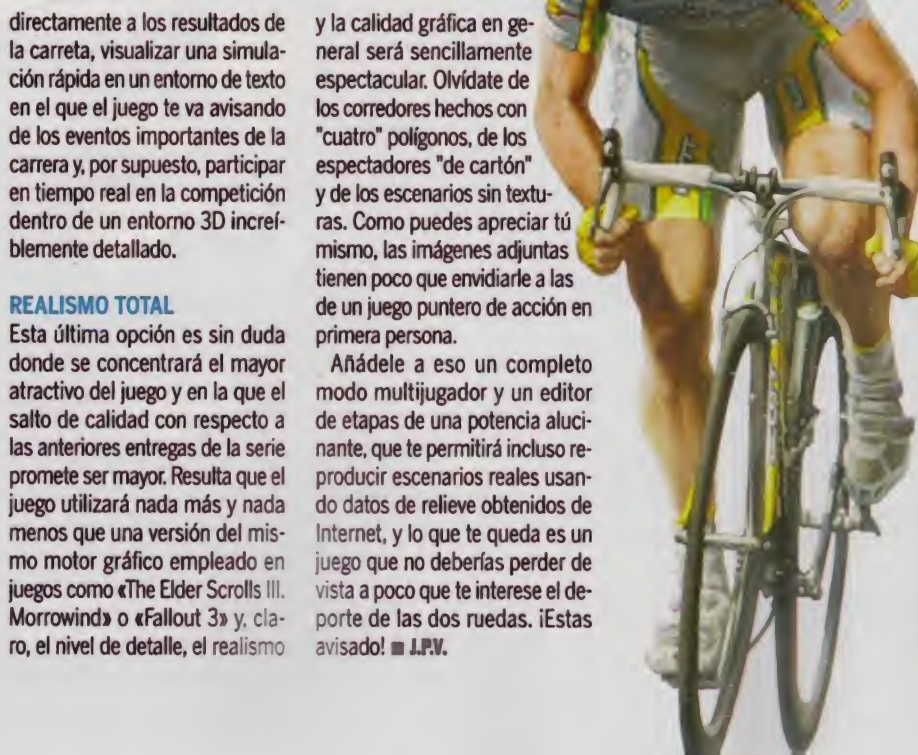 directamente a los resultados de
la carreta, visualizar una simula-
ción rápida en un entorno de texto
en el que el juego te va avisando
de los eventos importantes de la
carrera y, por supuesto, participar
en tiempo real en la competición
dentro de un entorno 3D increí-
blemente detallado.
REALISMO TOTAL
Esta última opción es sin duda
donde se concentrará el mayor
atractivo del juego y en la que el
salto de calidad con respecto a
las anteriores entregas de la serie
promete ser mayor. Resulta que el
juego utilizará nada más y nada
menos que una versión del mis-
mo motor gráfico empleado en
juegos como «The Elder Scrolls III.
Morrowind» o «Fallout 3» y, cla-
ro, el nivel de detalle, el realismo
y la calidad gráfica en ge-
neral será sencillamente
espectacular. Olvídate de
los corredores hechos con
"cuatro" polígonos, de los
espectadores "de cartón"
y de los escenarios sin textu-
ras. Como puedes apreciar tú
mismo, las imágenes adjuntas
tienen poco que envidiarle a las
de un juego puntero de acción en
primera persona.
Añádele a eso un completo
modo multijugador y un editor
de etapas de una potencia aluci-
nante, que te permitirá incluso re-
producir escenarios reales usan-
do datos de relieve obtenidos de
Internet, y lo que te queda es un
juego que no deberías perder de
vista a poco que te interese el de-
porte de las dos ruedas. ¡Estas
avisado! ■ J.P.V.